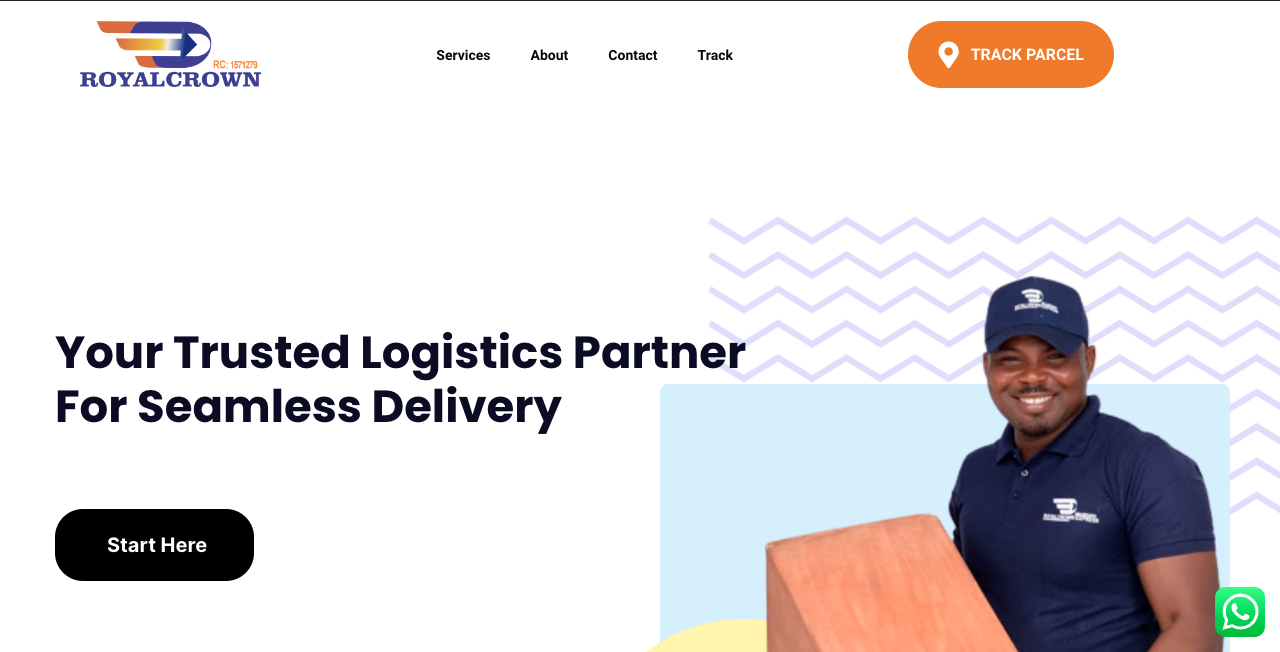 RC: 1571279
ROYALCROWN
Services
About
Contact
Track
TRACK PARCEL
Your Trusted Logistics Partner
For Seamless Delivery
Start Here